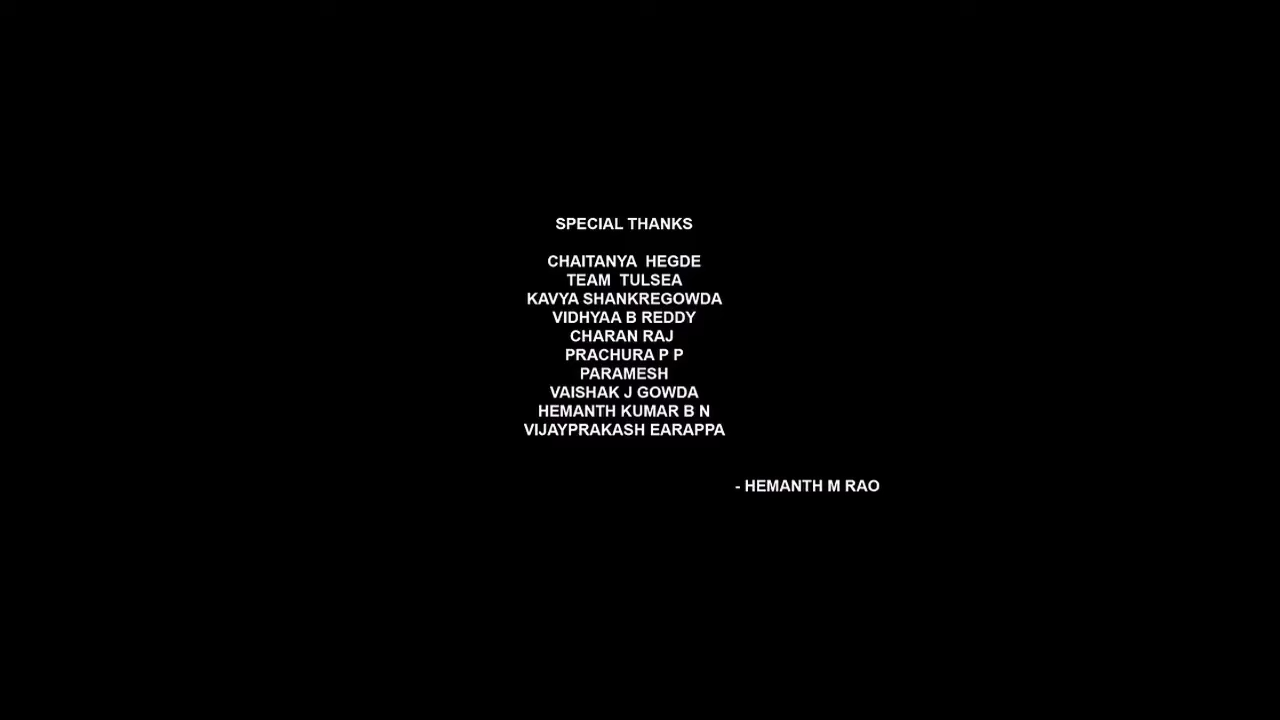 SPECIAL THANKS
CHAITANYA  HEGDE
TEAM  TULSEA
KAVYA SHANKREGOWDA
VIDHYAA B REDDY
CHARAN RAJ
PRACHURA P P
PARAMESH
VAISHAK J GOWDA
HEMANTH KUMAR B N
VIJAYPRAKASH EARAPPA
- HEMANTH M RAO